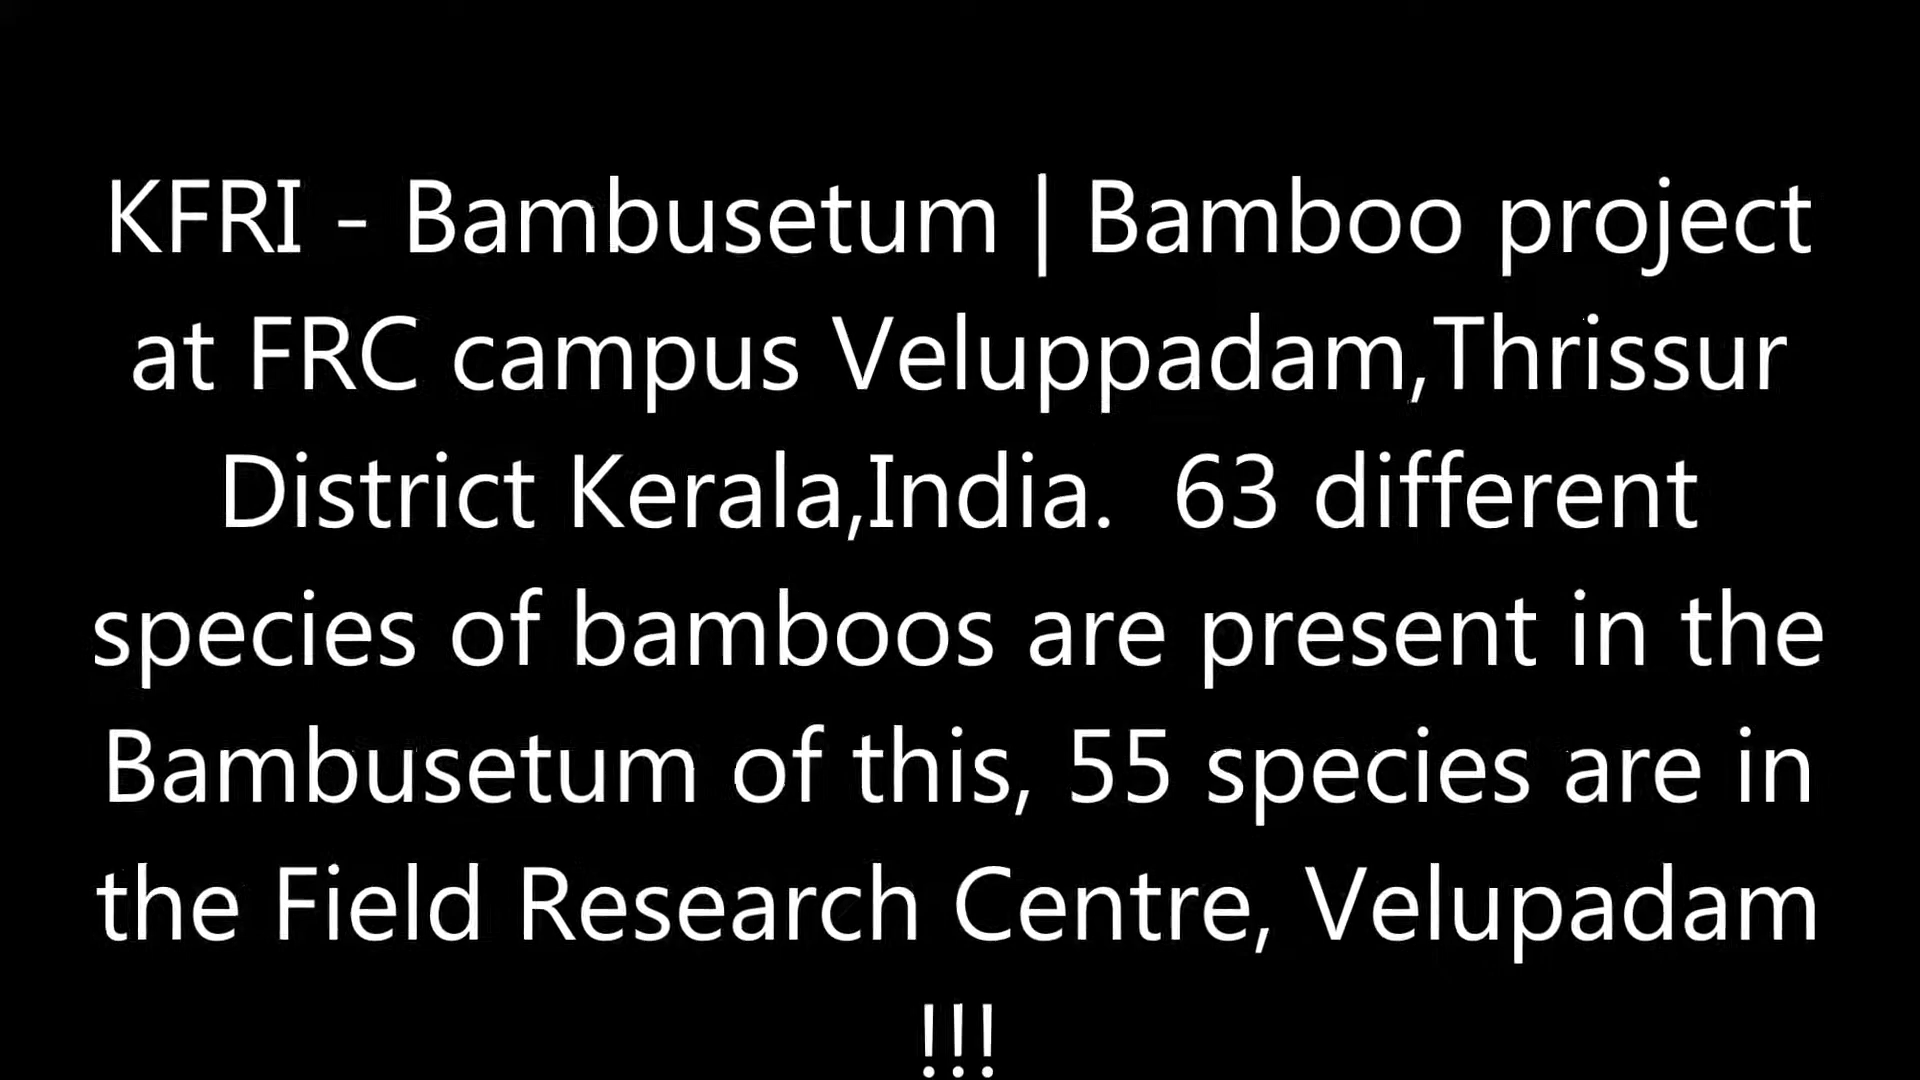 KFRI - Bambusetum | Bamboo project
at FRC campus Veluppadam,Thrissur
District Kerala,India.  63 different
species of bamboos are present in the
Bambusetum of this, 55 species are in
the Field Research Centre, Velupadam
!!!